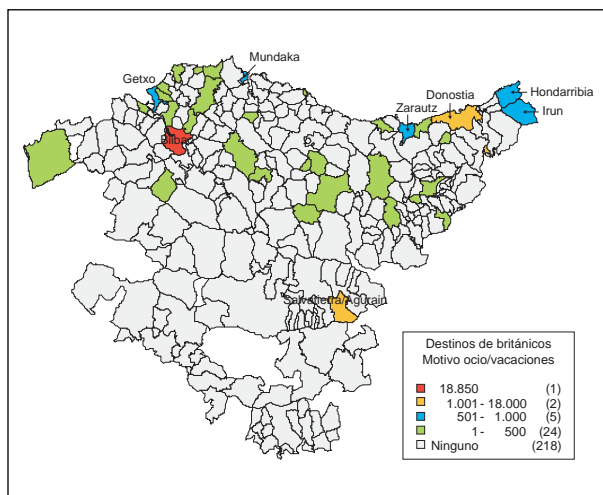 Mundaka
Getxo
Donostia
Hondarribia
Zarautz
Irun
Bilbao
Salvatierra/Agurain
Destinos de británicos
Motivo ocio/vacaciones
18.850 (1)
1.001 - 18.000 (2)
501 - 1.000 (5)
1 - 500 (24)
Ninguno (218)